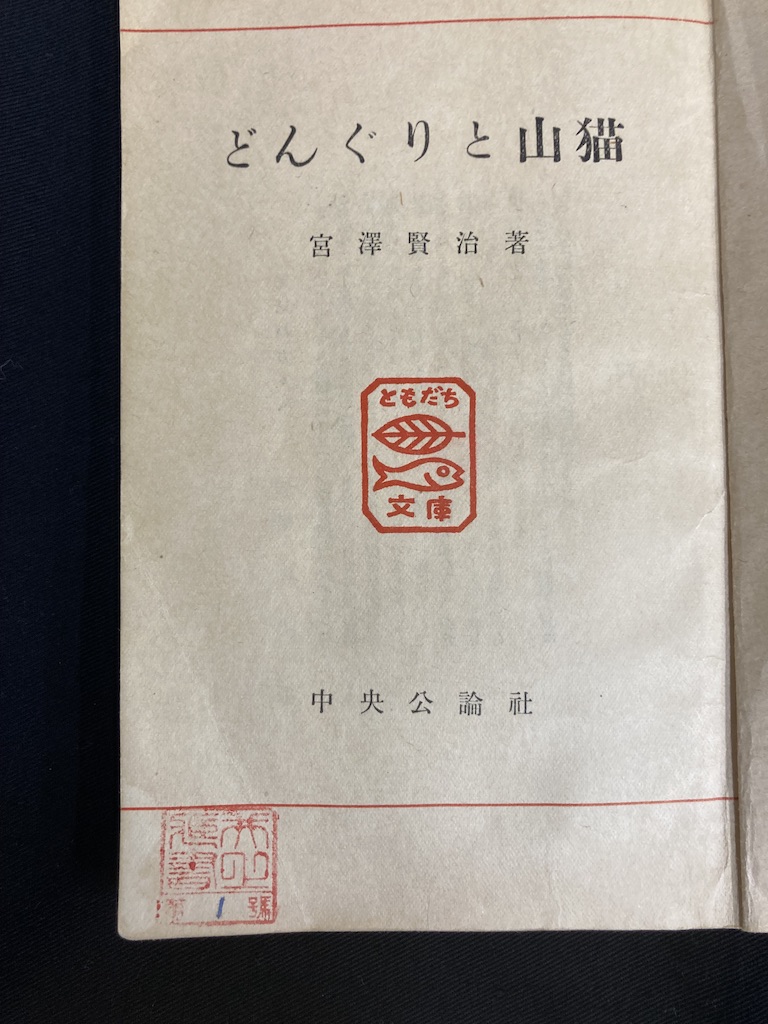 どんぐりと山猫
宮澤賢治著
ともだち
文庫
中央公論社
第1號